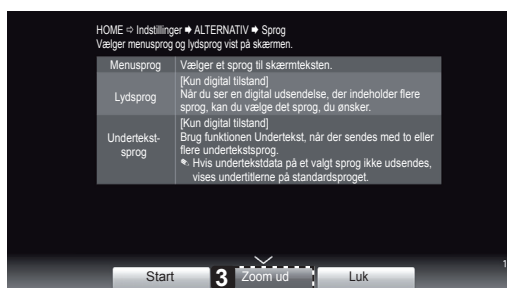 HOME ⇨ Indstillinger ➡ ALTERNATIV ➡ Sprog
Vælger menusprog og lydsprog vist på skærmen.
Menusprog
Vælger et sprog til skærmteksten.
Lydsprog
[Kun digital tilstand]
Når du ser en digital udsendelse, der indeholder flere
sprog, kan du vælge det sprog, du ønsker.
Undertekst-
sprog
[Kun digital tilstand]
Brug funktionen Undertekst, når der sendes med to eller
flere undertekstsprog.
✎ Hvis undertekstdata på et valgt sprog ikke udsendes,
vises undertitlerne på standardsproget.
Start
3
Zoom ud
Luk
1